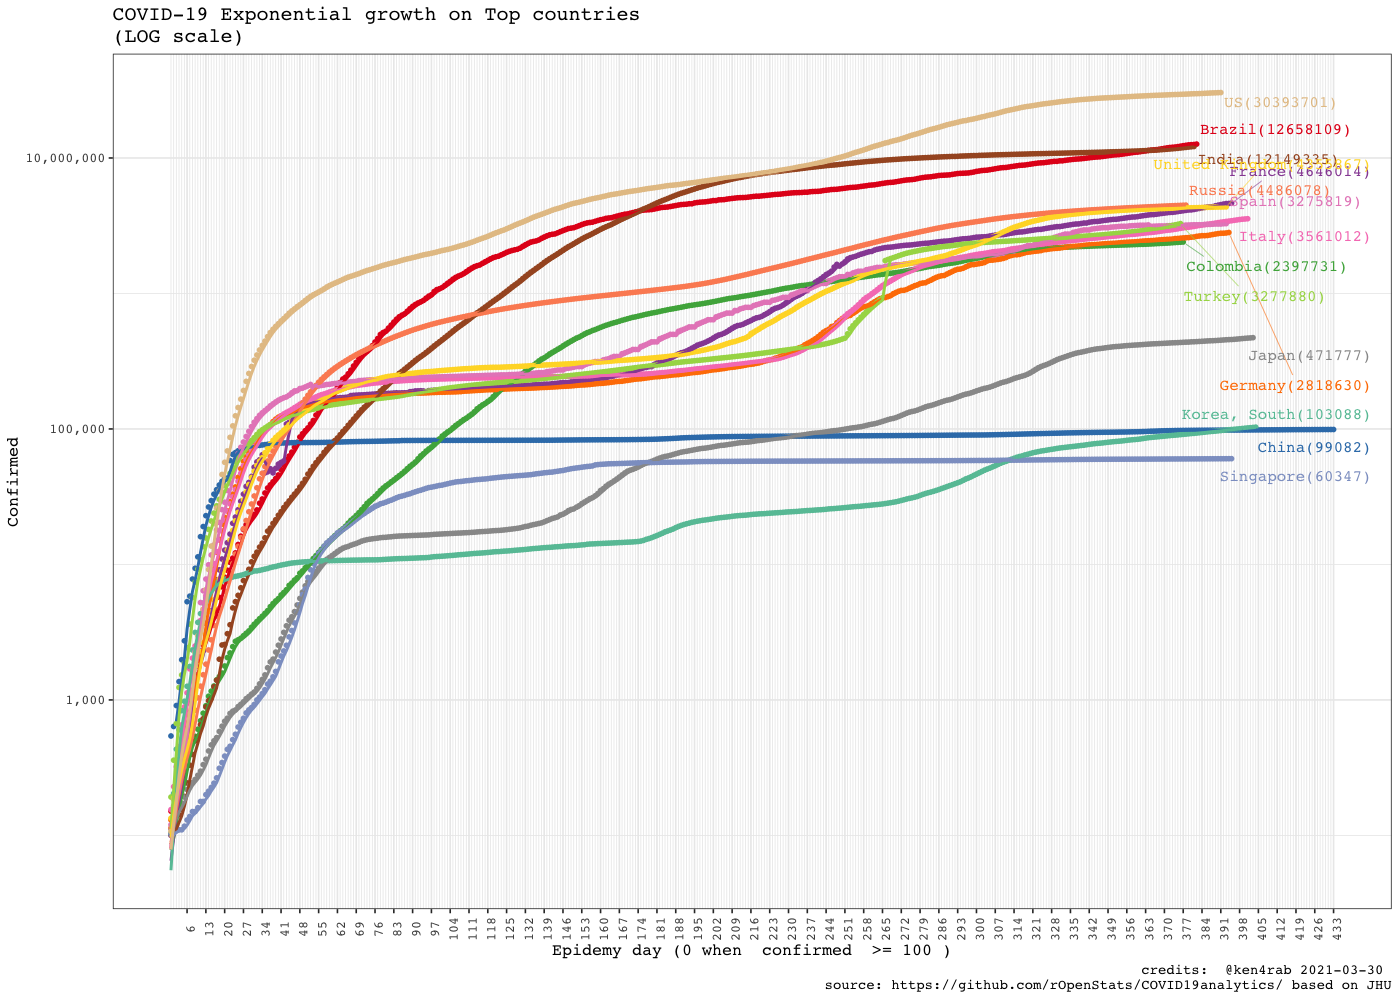 COVID-19 Exponential growth on Top countries
(LOG scale)
US(30393701)
Brazil(12658109)
10,000,000
India(12149335)
France(4646014)
Russia(4486078)
Spain(3275819)
Italy(3561012)
Colombia(2397731)
Turkey(3277880)
Japan(471777)
Germany(2818630)
Korea, South(103088)
100,000
China(99082)
Singapore(60347)
Confirmed
1,000
6 13 20 27 34 41 48 55 62 69 76 83 90 97 104 111 118 125 132 139 146 153 160 167 174 181 188 195 202 209 216 223 230 237 244 251 258 265 272 279 286 293 300 307 314 321 328 335 342 349 356 363 370 377 384 391 398 405 412 419 426 433
Epidemy day (0 when confirmed >= 100 )
credits: @ken4rab 2021-03-30
source: https://github.com/rOpenStats/COVID19analytics/ based on JHU